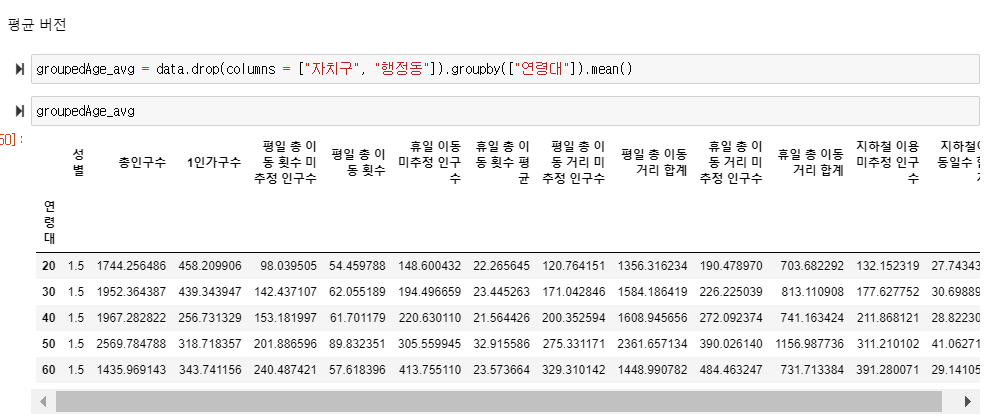 평균 버전
groupedAge_avg = data.drop(columns = ["자치구", "행정동"]).groupby(["연령대"]).mean()
groupedAge_avg
50]:
성별 총인구수 1인가구수 평일 총 이동 횟수 미추정 인구수 평일 총 이동 횟수 휴일 이동 미추정 인구수 휴일 총 이동 횟수 평균 평일 총 이동 거리 미추정 인구수 평일 총 이동 거리 합계 휴일 총 이동 거리 미추정 인구수 휴일 총 이동 거리 합계 지하철 이용 미추정 인구수 지하철이 동일수
연령대
20 1.5 1744.256486 458.209906 98.039505 54.459788 148.600432 22.265645 120.764151 1356.316234 190.478970 703.682292 132.152319 27.74343
30 1.5 1952.364387 439.343947 142.437107 62.055189 194.496659 23.445263 171.042846 1584.186419 226.225039 813.110908 177.627752 30.69889
40 1.5 1967.282822 256.731329 153.181997 61.701179 220.630110 21.564426 200.352594 1608.945656 272.092374 741.163424 211.868121 28.82230
50 1.5 2569.784788 318.718357 201.886596 89.832351 305.559945 32.915586 275.331171 2361.657134 390.026140 1156.987736 311.210102 41.06271
60 1.5 1435.969143 343.741156 240.487421 57.618396 413.755110 23.573664 329.310142 1448.990782 484.463247 731.713384 391.280071 29.14105